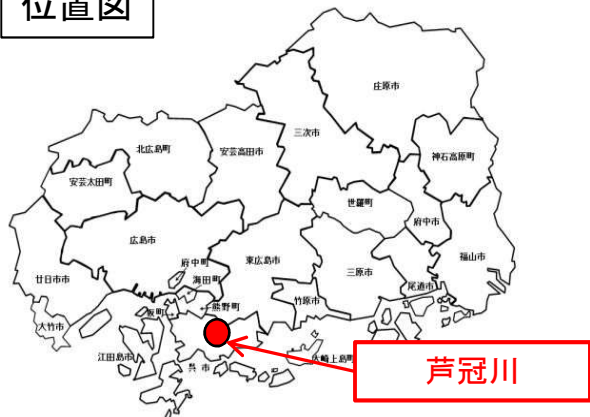 位置図
庄原市
三次市
北広島町
安芸高田市
神石高原町
安芸太田町
世羅町
府中市
広島市
東広島市
三原市
福山市
府中町
海田町
尾道市
廿日市市
竹原市
熊野町
坂町
大竹市
江田島市
呉市
大崎上島町
芦冠川